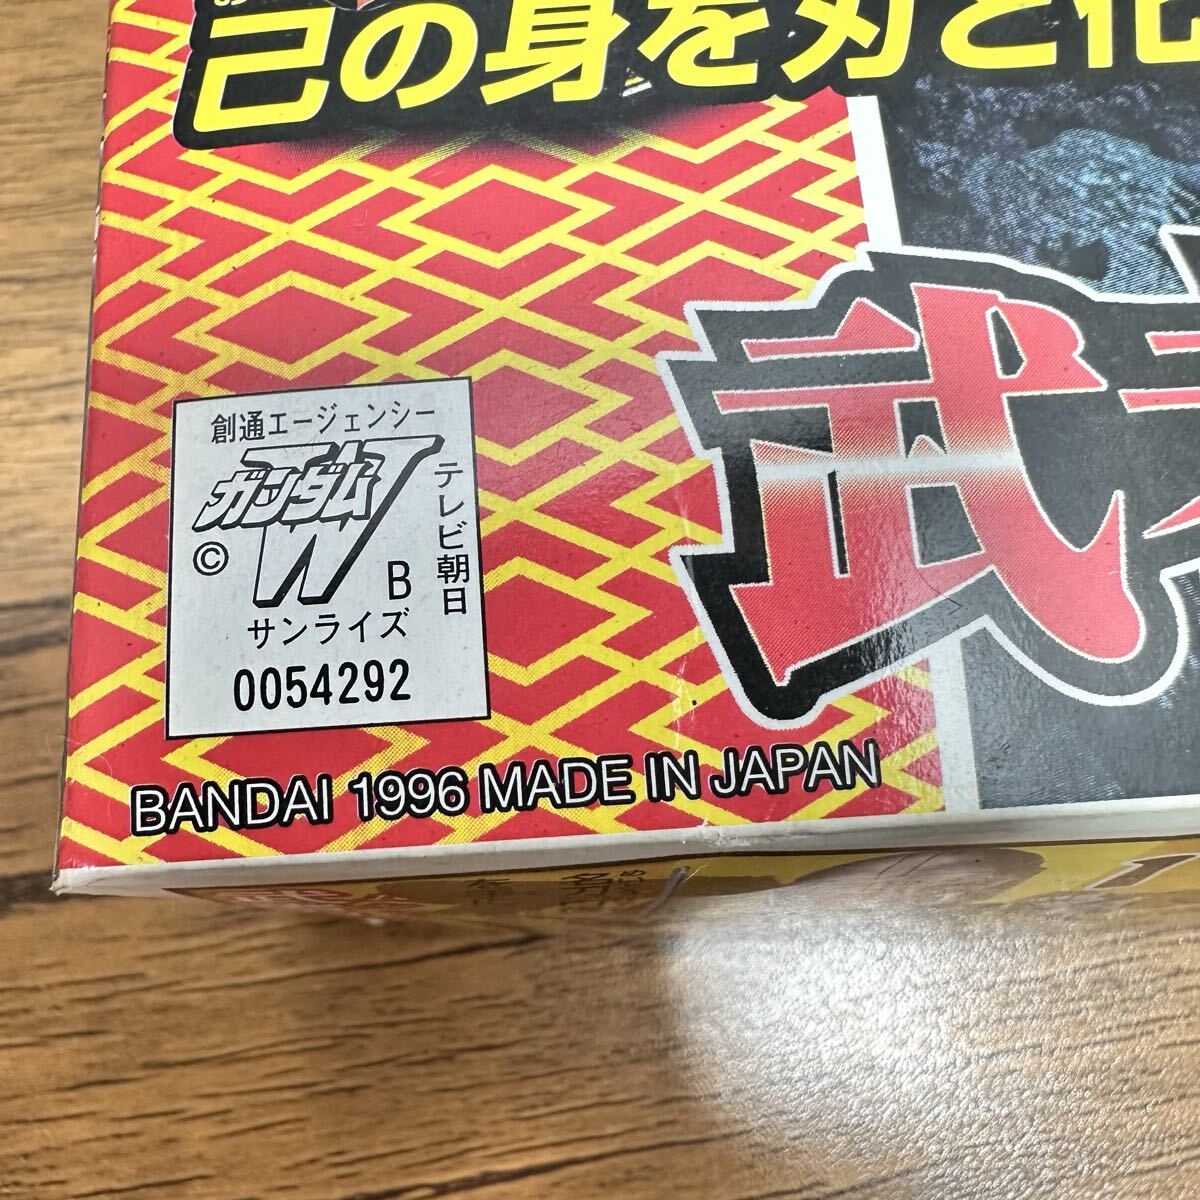 己の身を刃と化
武
創通エージェンシー
ガンダムW
テレビ朝日
© B
サンライズ
0054292
BANDAI 1996 MADE IN JAPAN